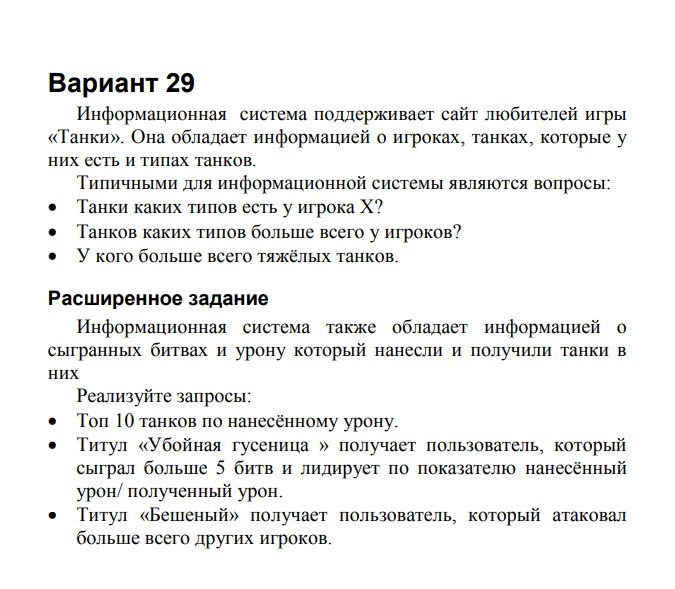 Вариант 29
Информационная система поддерживает сайт любителей игры
«Танки». Она обладает информацией о игроках, танках, которые у
них есть и типах танков.
Типичными для информационной системы являются вопросы:
• Танки каких типов есть у игрока X?
• Танков каких типов больше всего у игроков?
• У кого больше всего тяжёлых танков.
Расширенное задание
Информационная система также обладает информацией о
сыгранных битвах и урону который нанесли и получили танки в
них
Реализуйте запросы:
• Топ 10 танков по нанесённому урону.
• Титул «Убойная гусеница » получает пользователь, который
сыграл больше 5 битв и лидирует по показателю нанесённый
урон/ полученный урон.
• Титул «Бешеный» получает пользователь, который атаковал
больше всего других игроков.